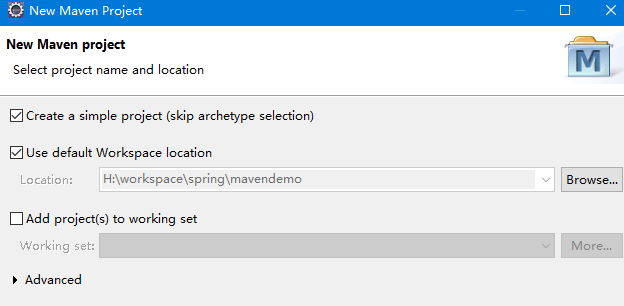 New Maven Project
New Maven project
Select project name and location
M
Create a simple project (skip archetype selection)
Use default Workspace location
Location: H:\workspace\spring\mavendemo Browse...
Add project(s) to working set
Working set: More...
Advanced